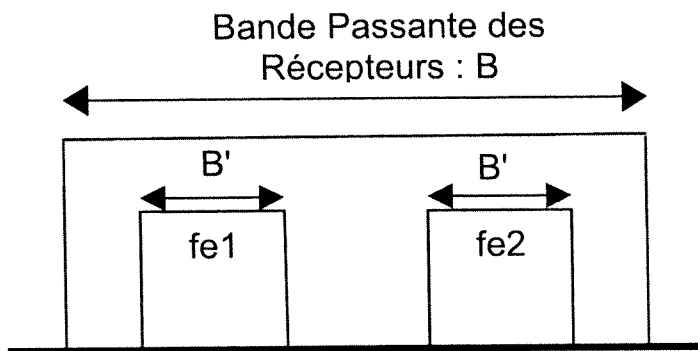 Bande Passante des
Récepteurs : B
B' B'
fe1 fe2